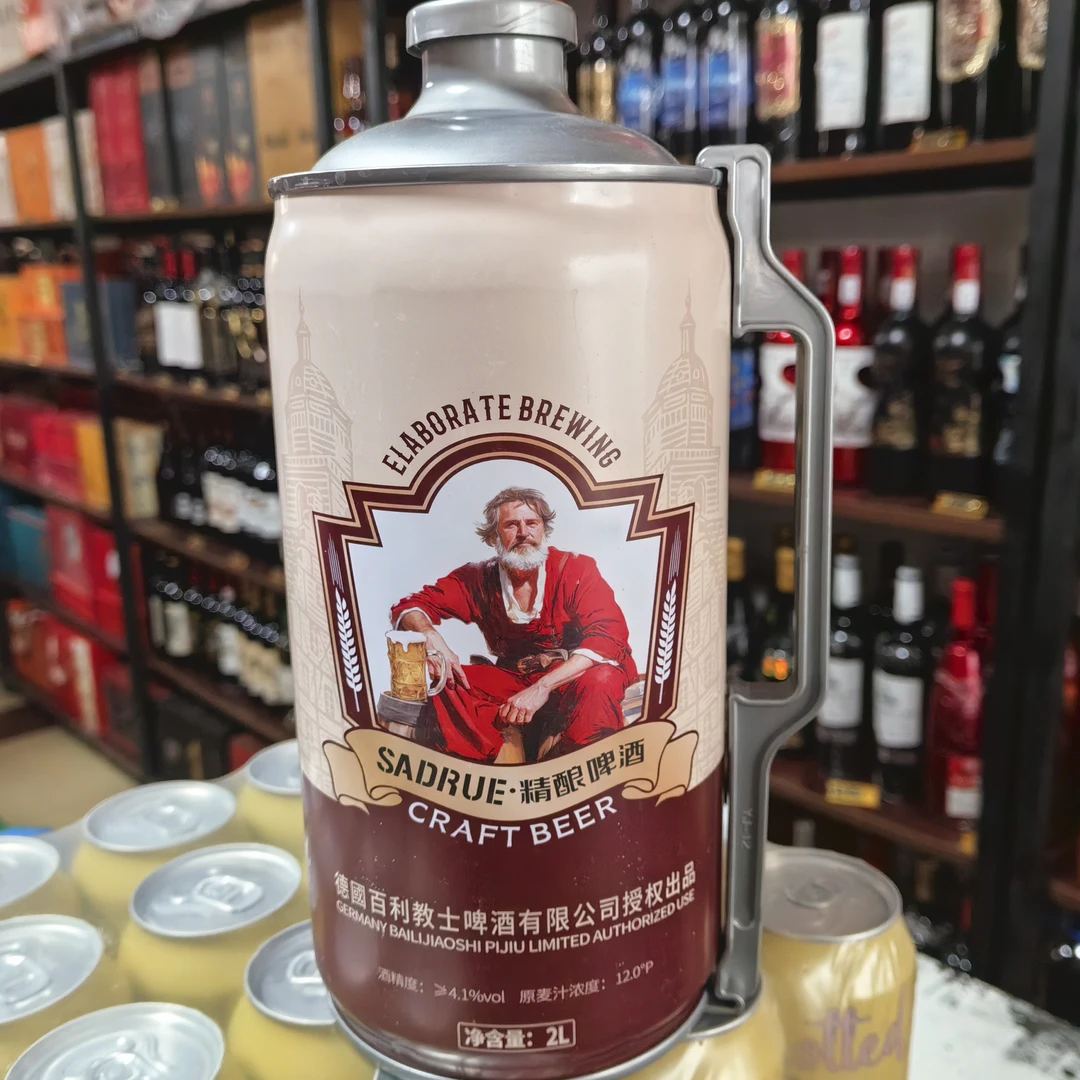 ELABORATE BREWING
SADRUE·精酿啤酒
CRAFT BEER
德國百利教士啤酒有限公司授权出品
GERMANY BAILIJIAOSHI PIJIU LIMITED AUTHORIZED USE
酒精度：≥4.1%vol 原麦汁浓度：12.0°P
净含量：2L